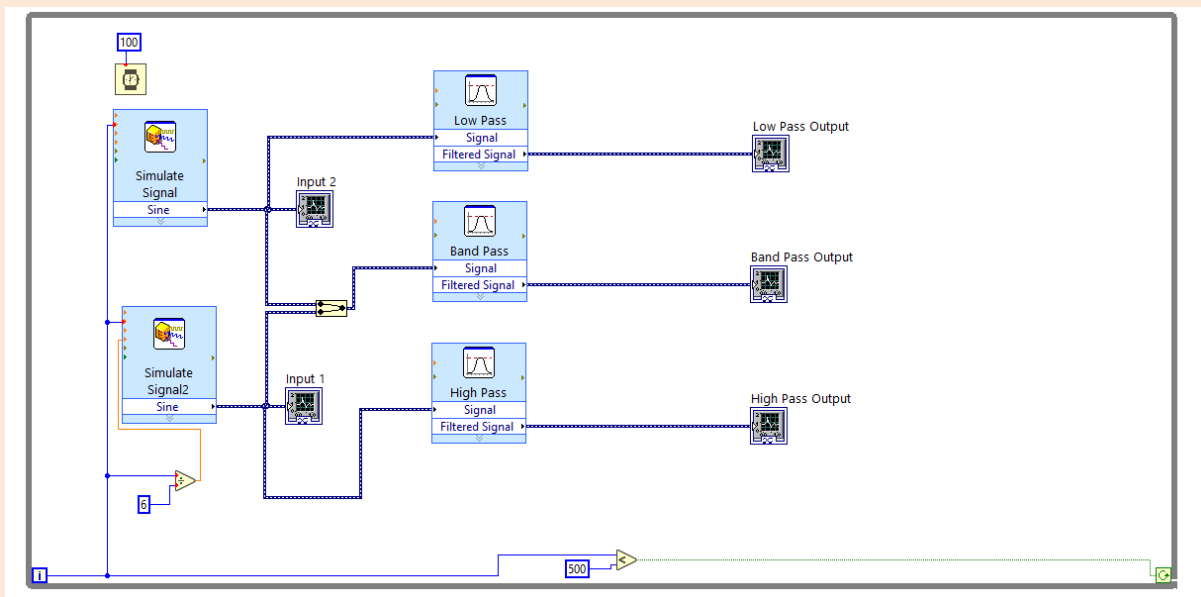 100
Simulate
Signal
Sine
Input 2
Low Pass
Signal
Filtered Signal
Low Pass Output
Band Pass
Signal
Filtered Signal
Band Pass Output
Simulate
Signal2
Sine
Input 1
High Pass
Signal
Filtered Signal
High Pass Output
÷
6
i
500
<